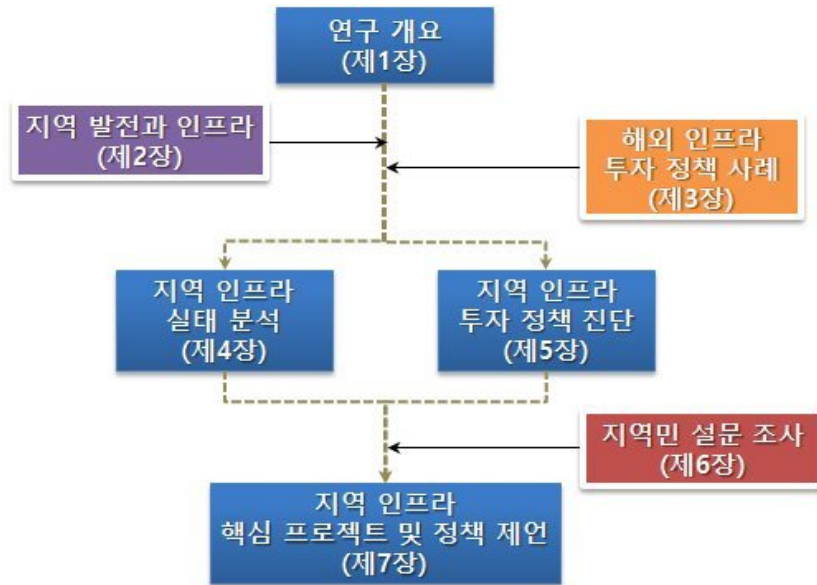 연구 개요
(제1장)
지역 발전과 인프라
(제2장)
해외 인프라
투자 정책 사례
(제3장)
지역 인프라
실태 분석
(제4장)
지역 인프라
투자 정책 진단
(제5장)
지역민 설문 조사
(제6장)
지역 인프라
핵심 프로젝트 및 정책 제언
(제7장)